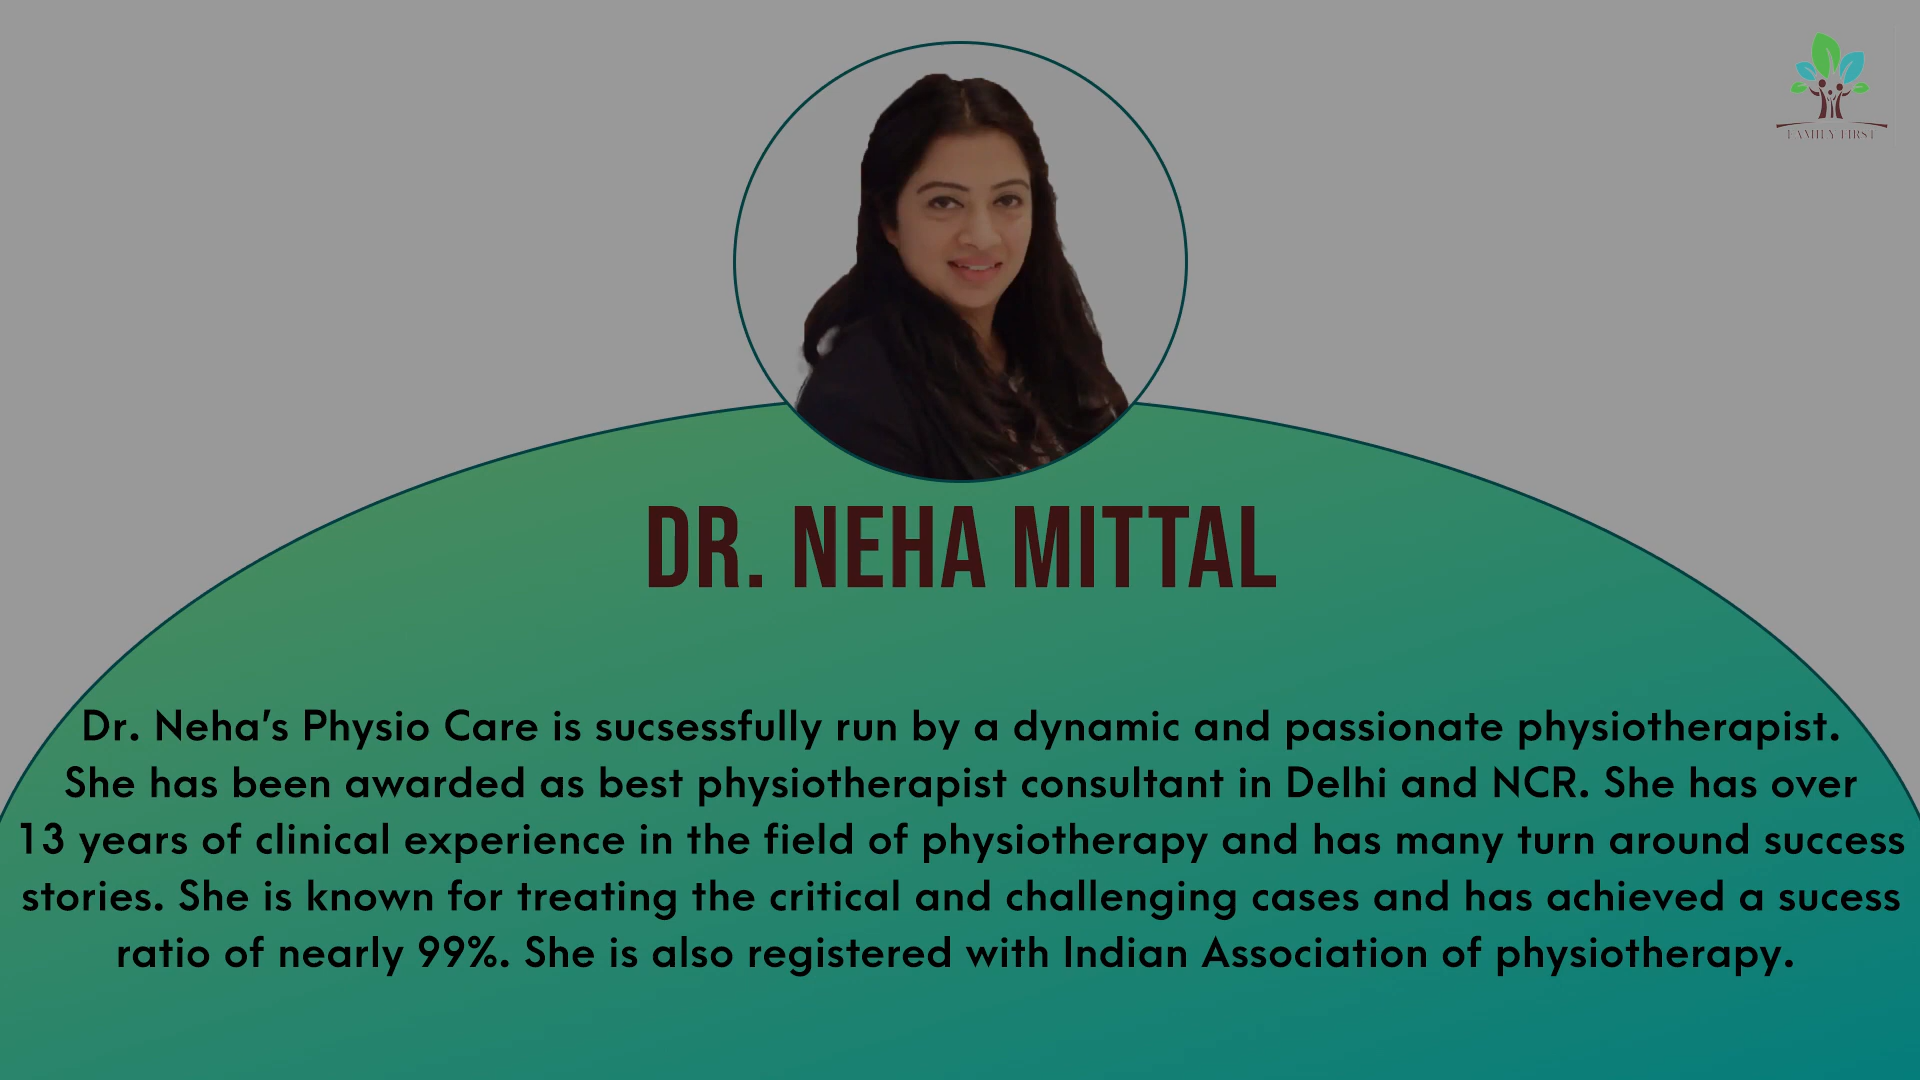 FAMILY FIRST
DR. NEHA MITTAL
Dr. Neha's Physio Care is sucsessfully run by a dynamic and passionate physiotherapist.
She has been awarded as best physiotherapist consultant in Delhi and NCR. She has over
13 years of clinical experience in the field of physiotherapy and has many turn around success
stories. She is known for treating the critical and challenging cases and has achieved a sucess
ratio of nearly 99%. She is also registered with Indian Association of physiotherapy.